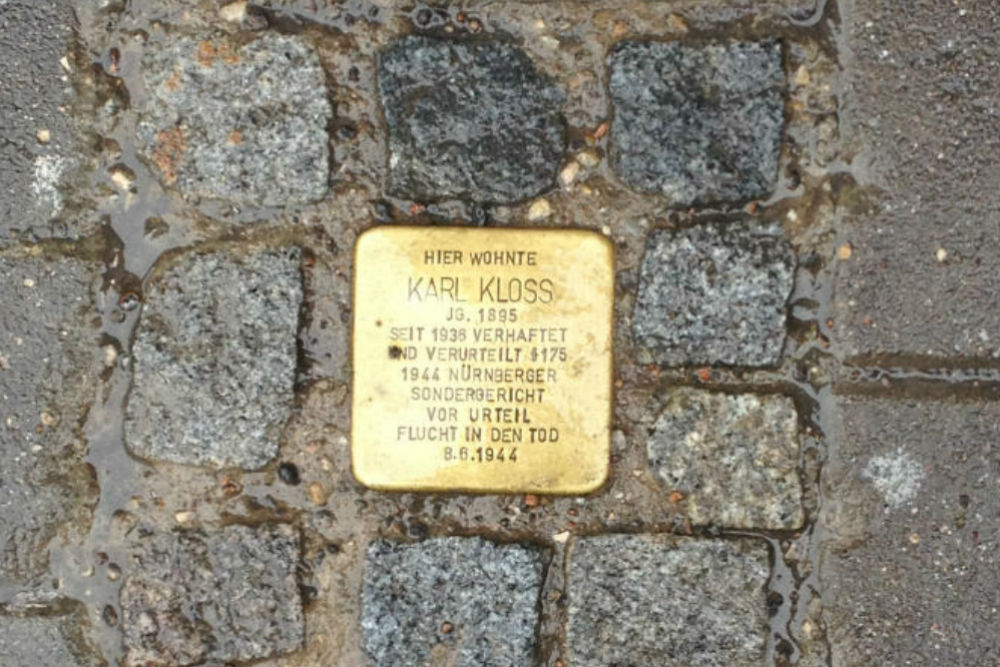 HIER WOHNTE
KARL KLOSS
JG. 1895
SEIT 1936 VERHAFTET
UND VERURTEILT §175
1944 NÜRNBERGER
SONDERGERICHT
VOR URTEIL
FLUCHT IN DEN TOD
8.6.1944